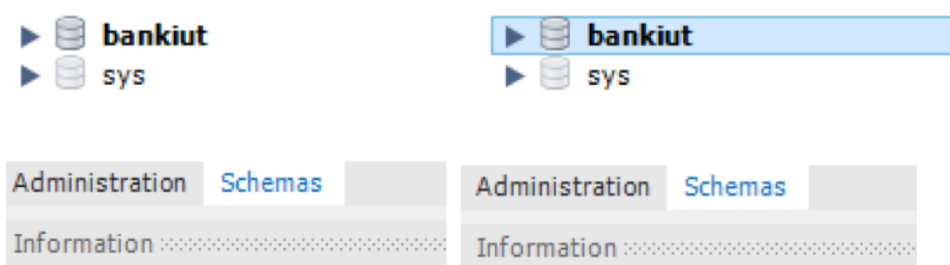 bankiut
sys
Administration Schemas
Information
bankiut
sys
Administration Schemas
Information